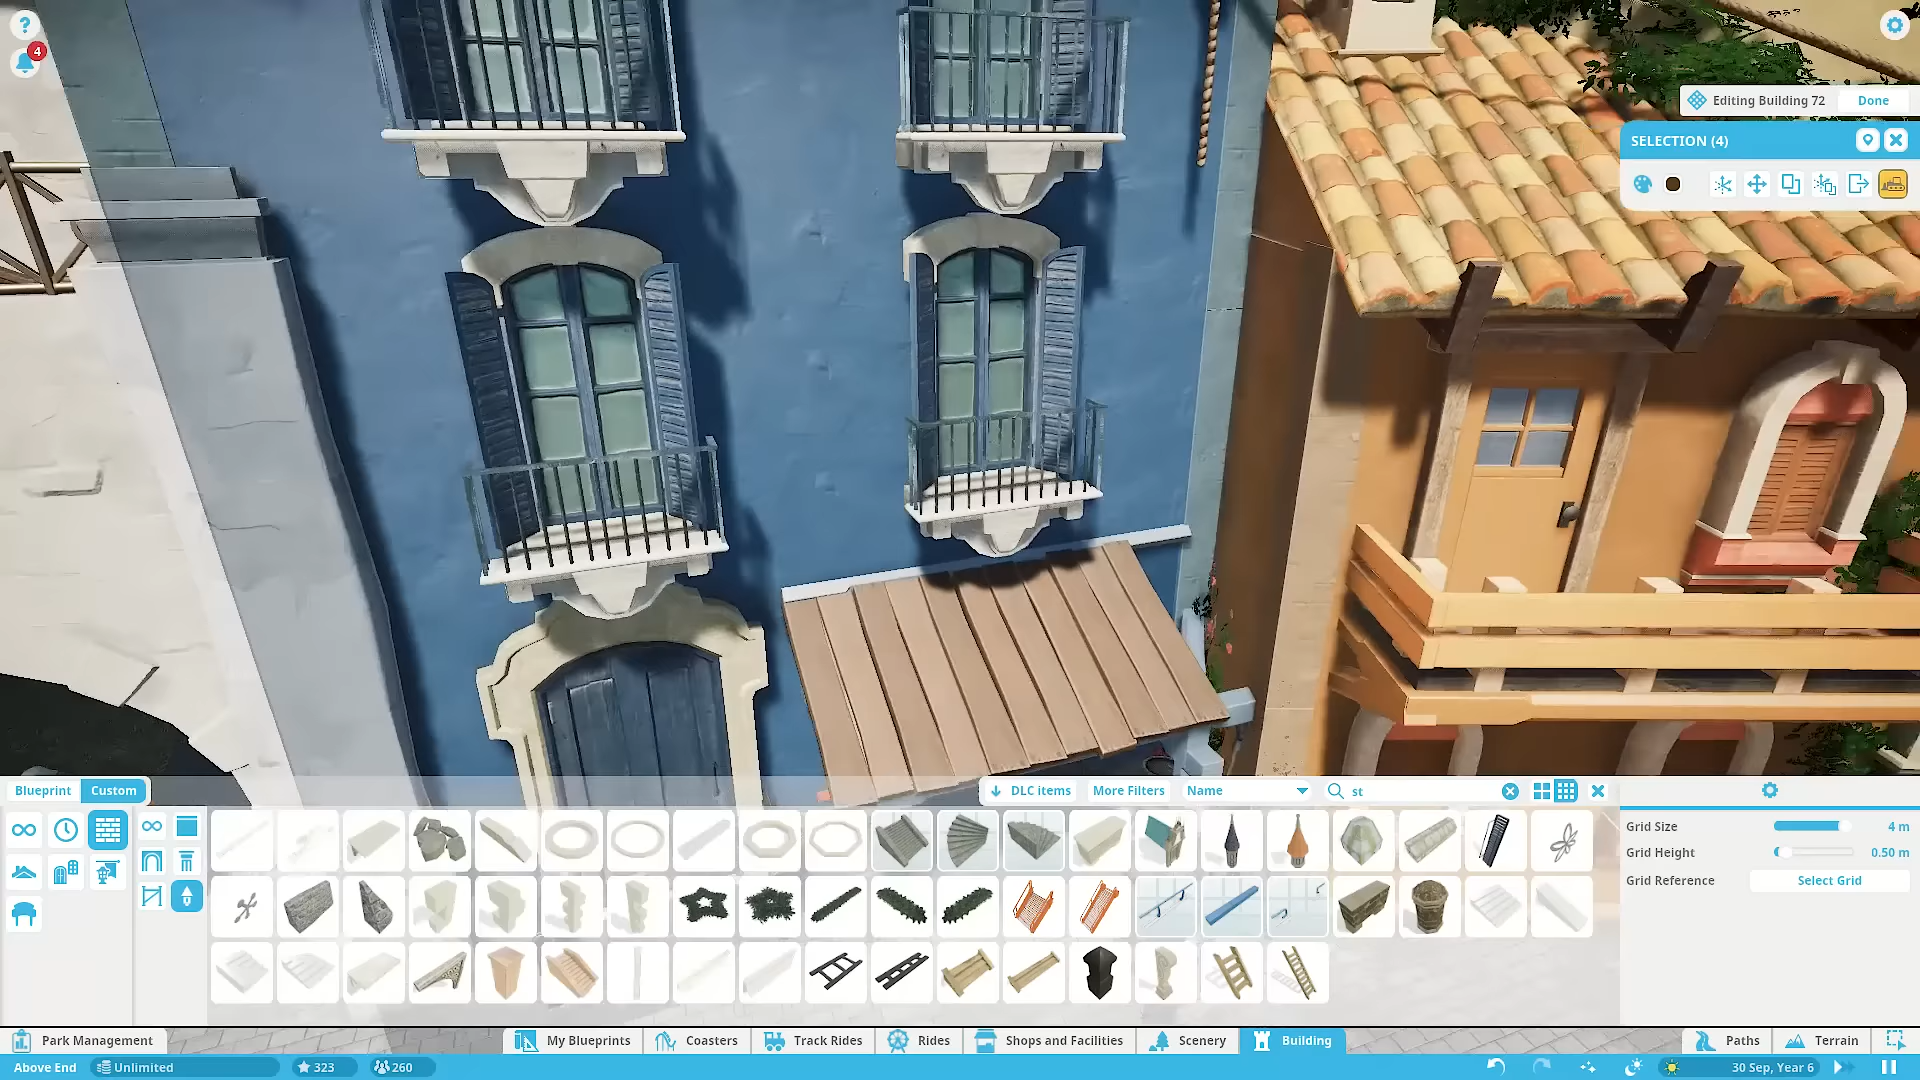 ?
4
Editing Building 72
Done
SELECTION (4)
Blueprint
Custom
DLC items
More Filters
Name
st
Grid Size
4 m
Grid Height
0.50 m
Grid Reference
Select Grid
Park Management
My Blueprints
Coasters
Track Rides
Rides
Shops and Facilities
Scenery
Building
Paths
Terrain
Above End
Unlimited
323
260
30 Sep, Year 6